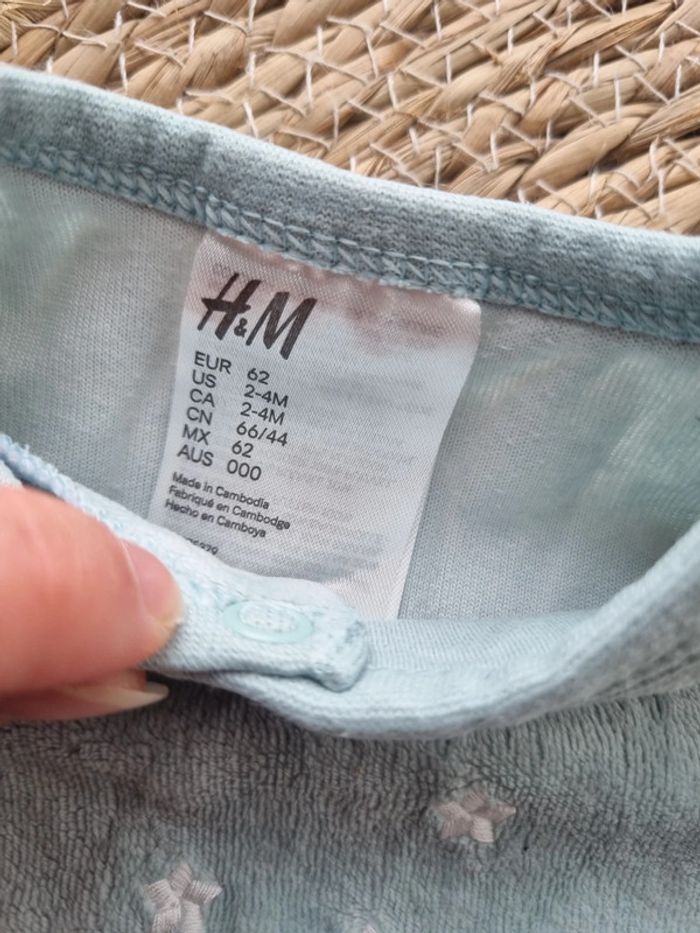 H&M
EUR 62
US 2-4M
CA 2-4M
CN 66/44
MX 62
AUS 000
Made in Cambodia
Fabriqué en Cambodge
Hecho en Camboya